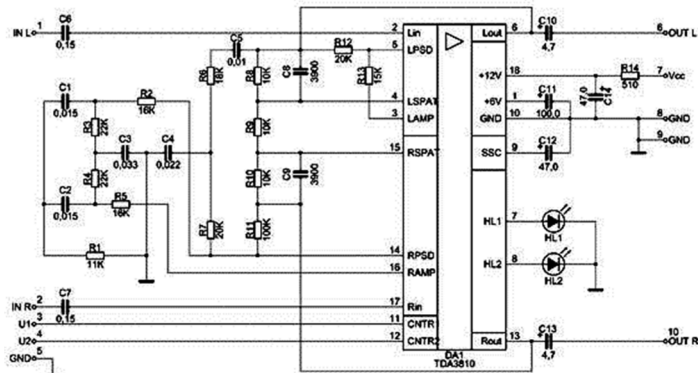 1
IN L
C6
0,15
C5
0,01
R6
18K
R8
10K
C8
3900
R12
20K
R13
15K
C1
0,015
R2
16K
R3
22K
C3
0,033
C4
0,022
R9
10K
R4
22K
C2
0,015
R5
16K
R10
10K
C9
3900
R7
20K
R11
100K
R1
11K
IN R
2
C7
0,15
U1
3
U2
4
GND
5
2
Lin
5
LPSD
4
LSPAT
3
LAMP
15
RSPAT
14
RPSD
16
RAMP
17
Rin
11
CNTR1
12
CNTR2
Lout
6
+12V
18
+6V
1
GND
10
SSC
9
HL1
7
HL2
8
Rout
13
DA1
TDA3810
C10
4,7
6
OUT L
R14
510
7
Vcc
47,0
C14
C11
100,0
8
GND
9
GND
C12
47,0
HL1
HL2
C13
4,7
10
OUT R